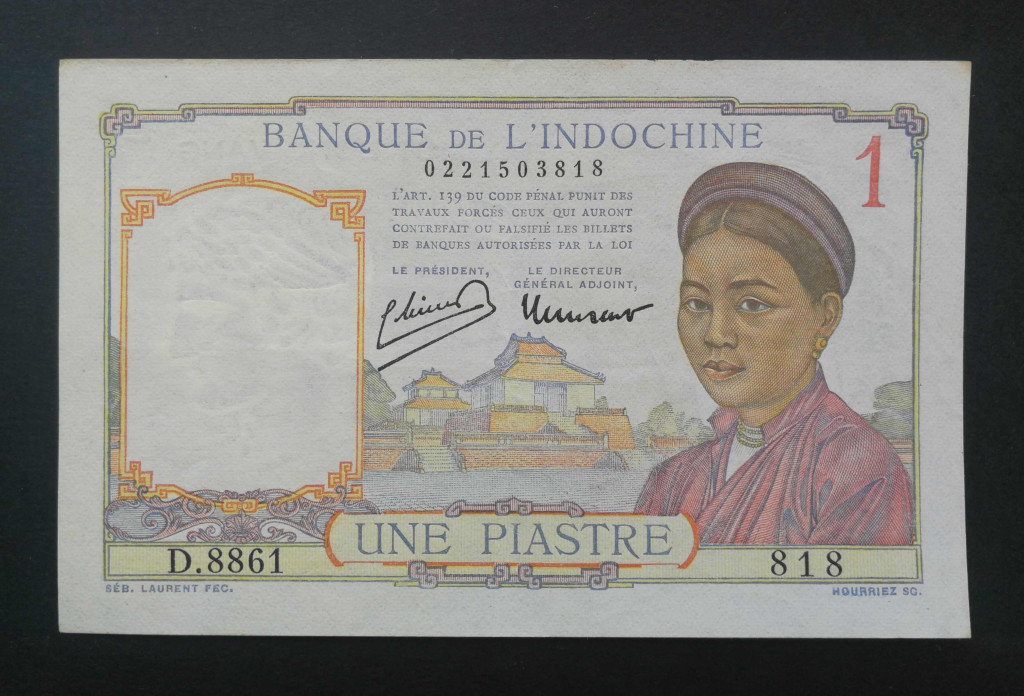 BANQUE DE L'INDOCHINE
0221503818
1
L'ART. 139 DU CODE PÉNAL PUNIT DES
TRAVAUX FORCÉS CEUX QUI AURONT
CONTREFAIT OU FALSIFIÉ LES BILLETS
DE BANQUES AUTORISÉES PAR LA LOI
LE PRÉSIDENT,
LE DIRECTEUR
GÉNÉRAL ADJOINT,
UNE PIASTRE
D.8861
818
SÉB. LAURENT FEC.
HOURRIEZ SC.